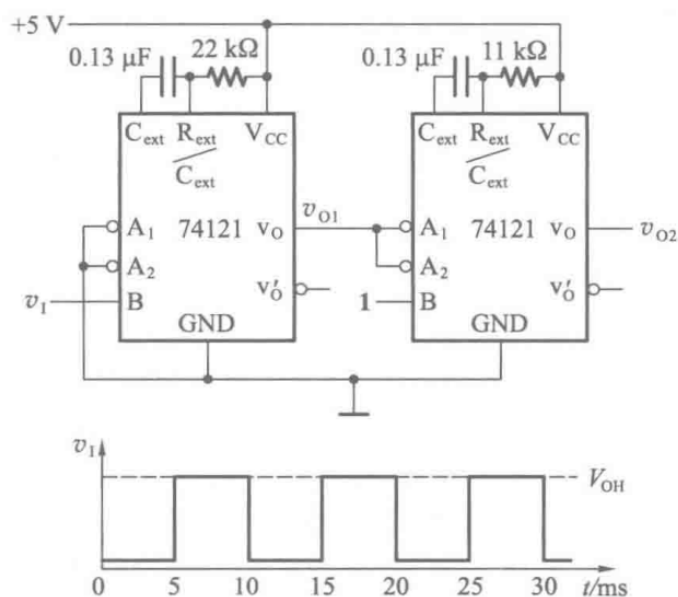 +5 V
0.13 μF 22 kΩ 0.13 μF 11 kΩ
C_ext R_ext V_CC C_ext R_ext V_CC
C_ext C_ext
v_O1
A_1 74121 v_O A_1 74121 v_O v_O2
A_2 A_2
v_I B v′_O 1 B v′_O
GND GND
v_I
V_OH
0 5 10 15 20 25 30 t/ms